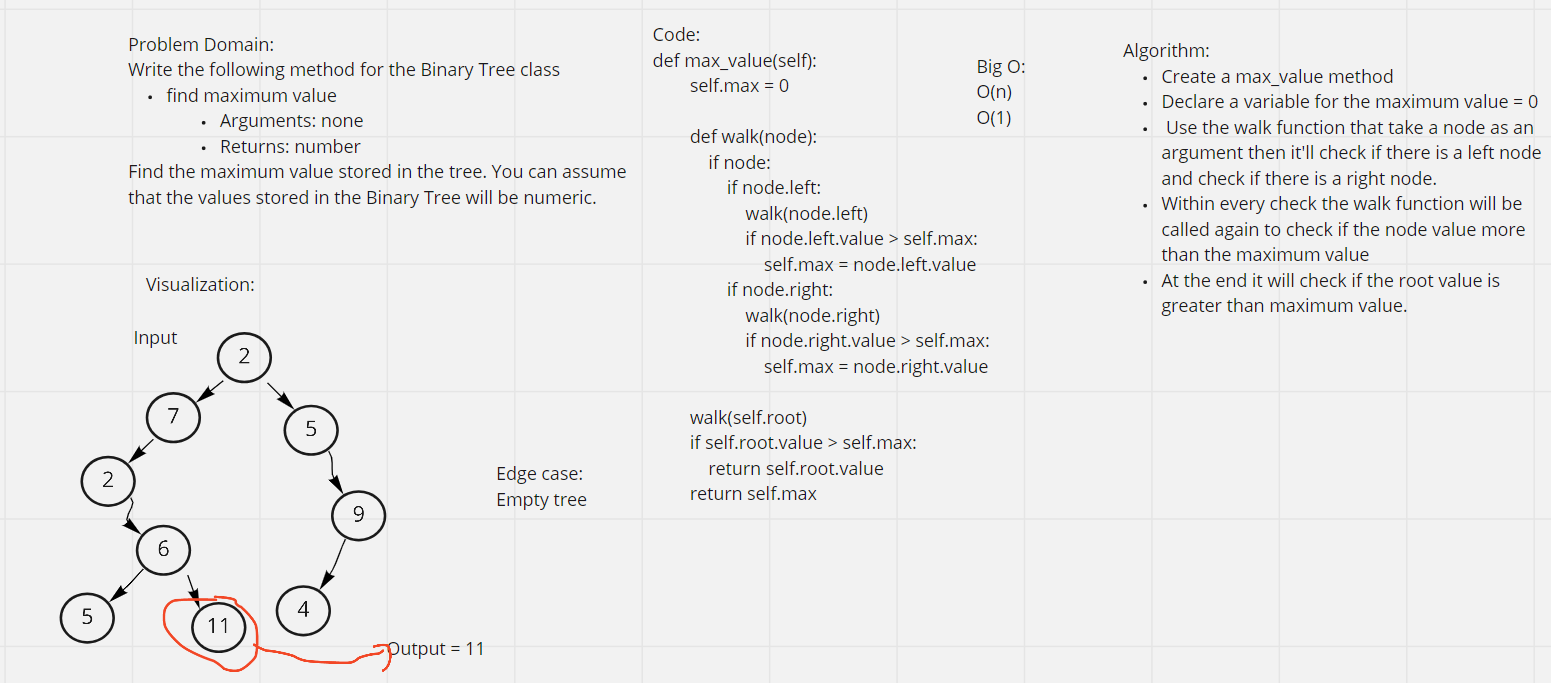 Problem Domain:
Write the following method for the Binary Tree class
• find maximum value
• Arguments: none
• Returns: number
Find the maximum value stored in the tree. You can assume
that the values stored in the Binary Tree will be numeric.
Visualization:
Input
2
7
5
2
9
6
5
11
4
Output = 11
Edge case:
Empty tree
Code:
def max_value(self):
self.max = 0
def walk(node):
if node:
if node.left:
walk(node.left)
if node.left.value > self.max:
self.max = node.left.value
if node.right:
walk(node.right)
if node.right.value > self.max:
self.max = node.right.value
walk(self.root)
if self.root.value > self.max:
return self.root.value
return self.max
Big O:
O(n)
O(1)
Algorithm:
• Create a max_value method
• Declare a variable for the maximum value = 0
• Use the walk function that take a node as an
argument then it'll check if there is a left node
and check if there is a right node.
• Within every check the walk function will be
called again to check if the node value more
than the maximum value
• At the end it will check if the root value is
greater than maximum value.